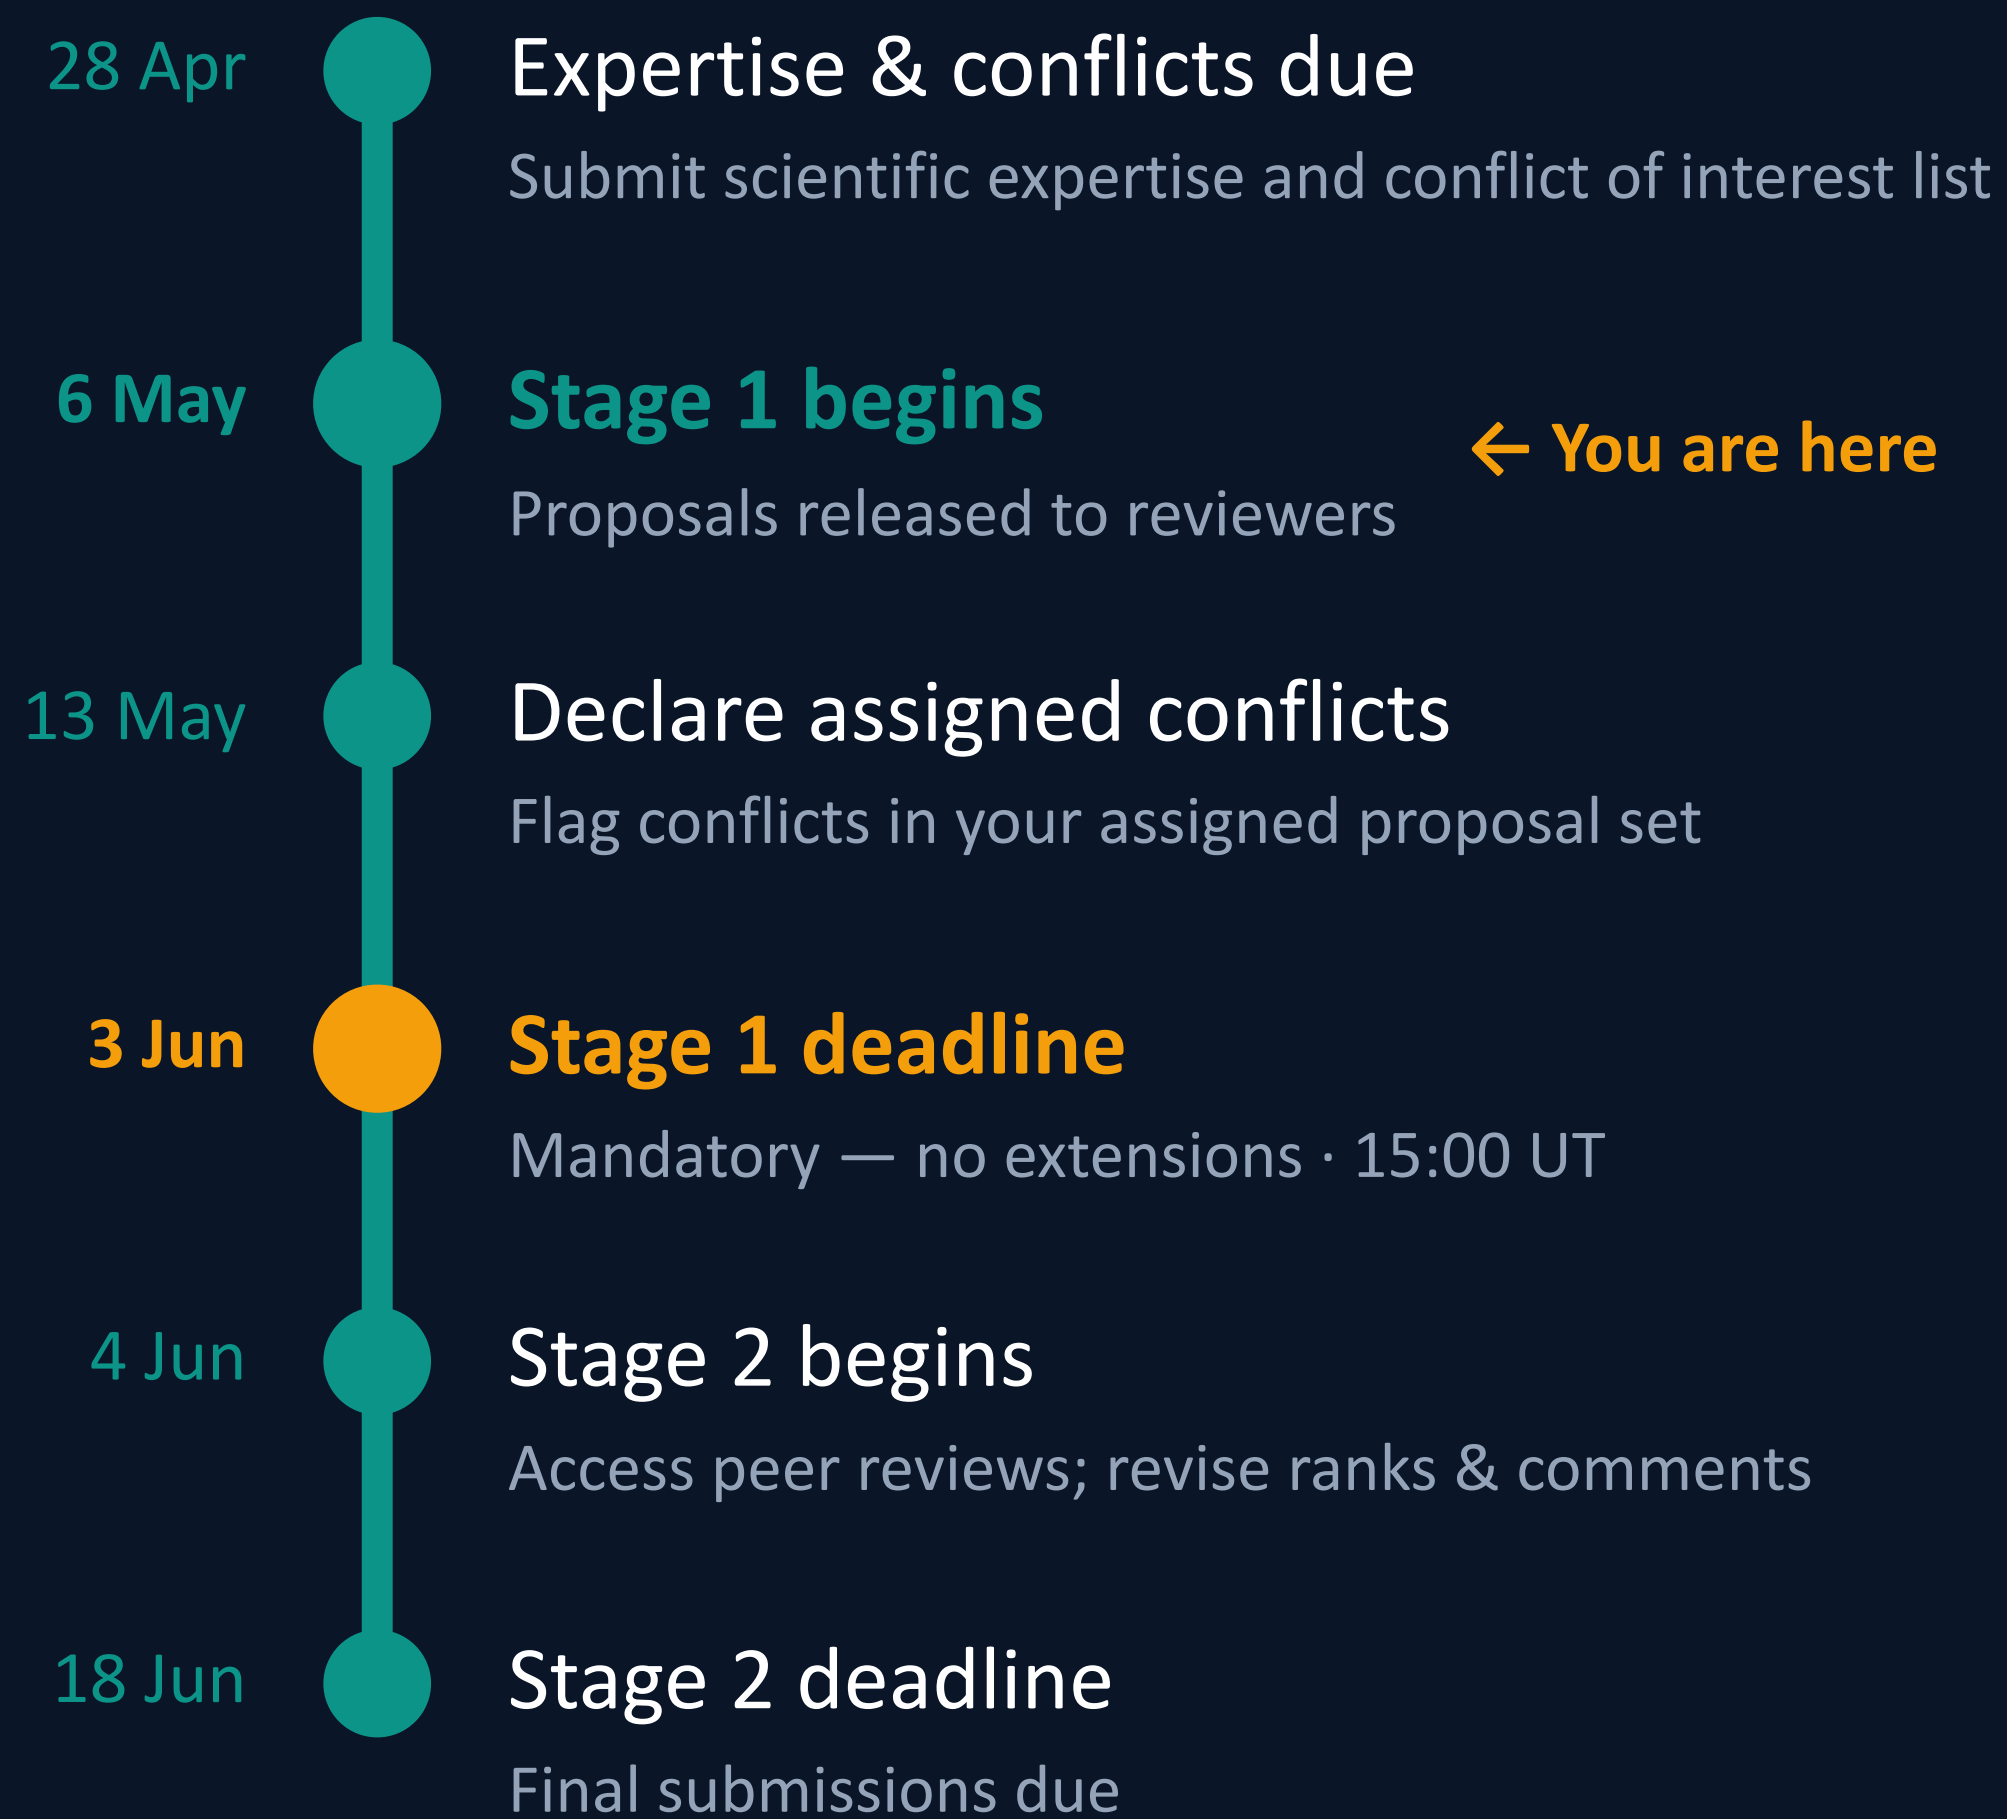 28 Apr
Expertise & conflicts due
Submit scientific expertise and conflict of interest list
6 May
Stage 1 begins
← You are here
Proposals released to reviewers
13 May
Declare assigned conflicts
Flag conflicts in your assigned proposal set
3 Jun
Stage 1 deadline
Mandatory — no extensions · 15:00 UT
4 Jun
Stage 2 begins
Access peer reviews; revise ranks & comments
18 Jun
Stage 2 deadline
Final submissions due